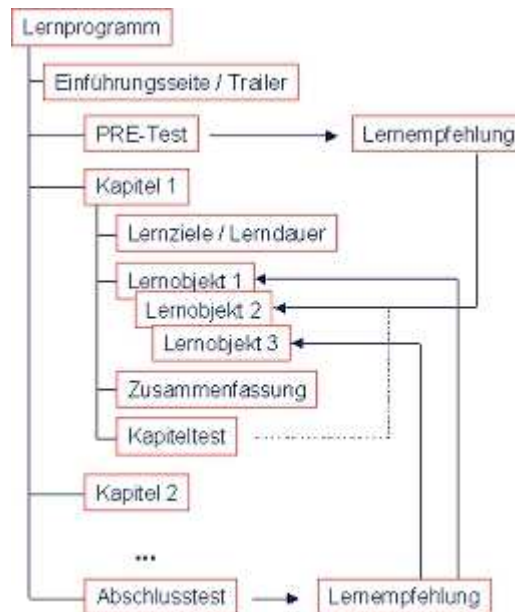 Lernprogramm
Einführungsseite / Trailer
PRE-Test
Lernempfehlung
Kapitel 1
Lernziele / Lerndauer
Lernobjekt 1
Lernobjekt 2
Lernobjekt 3
Zusammenfassung
Kapiteltest
Kapitel 2
...
Abschlusstest
Lernempfehlung